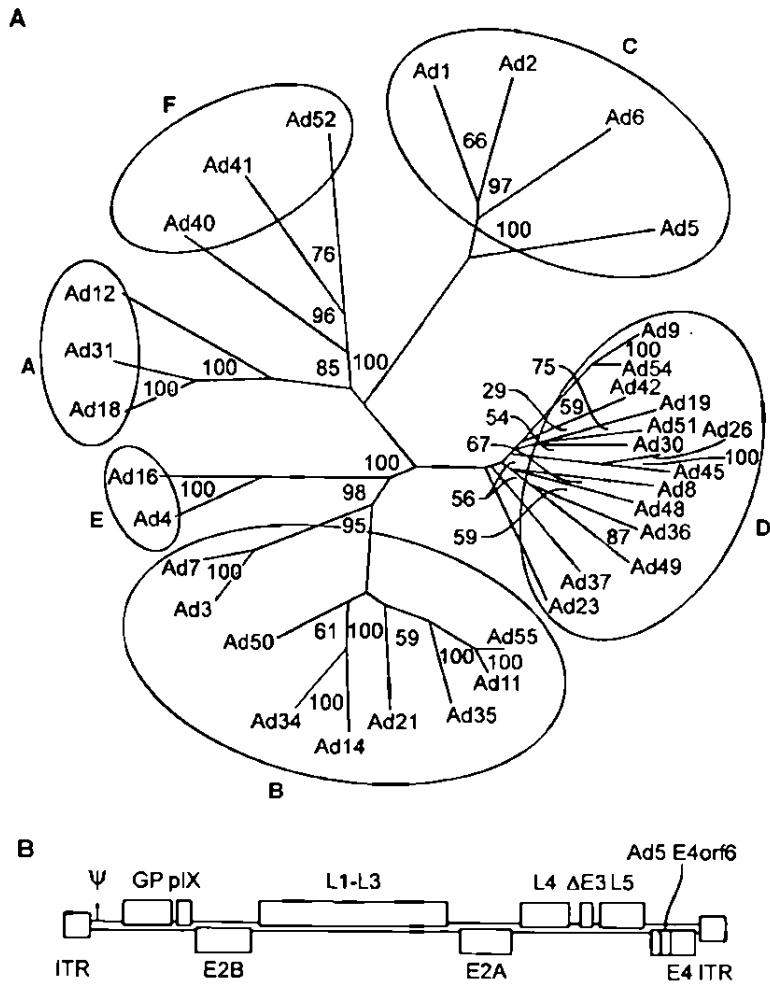 A
C
Ad1
Ad2
F
Ad52
Ad6
Ad41
66
97
Ad40
100
Ad5
76
Ad12
96
Ad9
Ad31
100
85
100
75
100
Ad54
A
29
Ad42
100
59
Ad19
Ad18
54
Ad51
Ad26
67
Ad30
100
100
Ad16
Ad45
100
98
56
Ad8
Ad4
Ad48
E
95
59
Ad36
D
87
Ad7
100
Ad49
Ad37
Ad3
Ad23
Ad50
61
100
59
Ad55
100
100
Ad11
100
Ad34
Ad21
Ad35
Ad14
B
B
Ad5 E4orf6
Ψ
GP pIX
L1-L3
L4 ΔE3 L5
ITR
E2B
E2A
E4 ITR